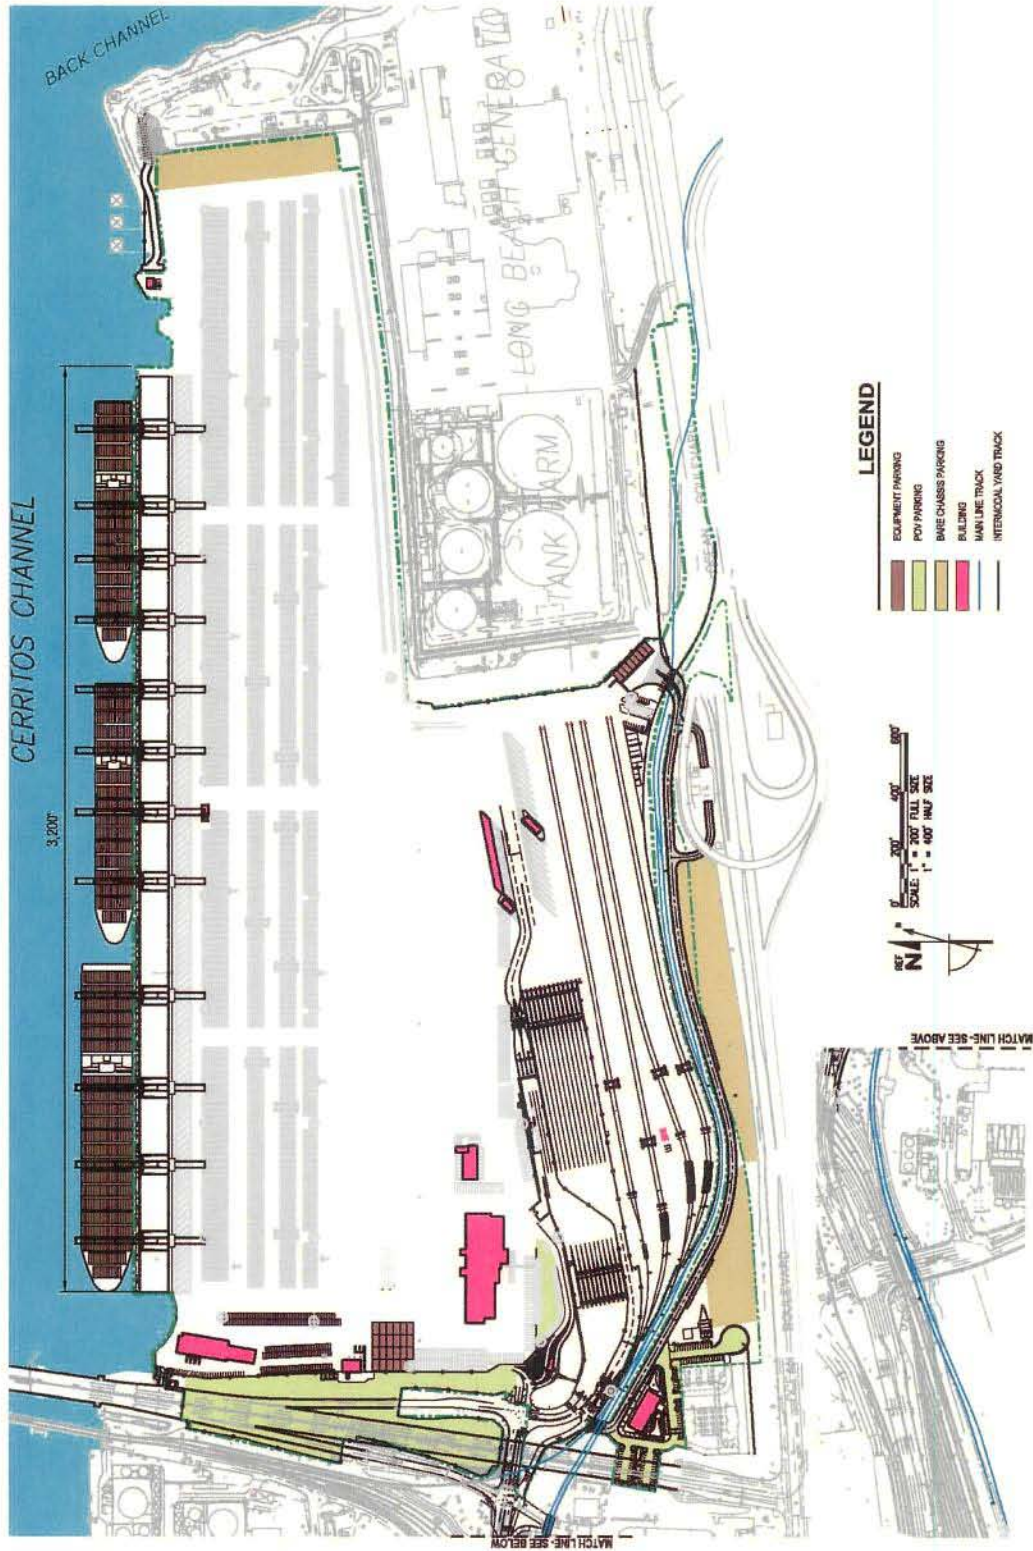 BACK CHANNEL
CERRITOS CHANNEL
3,200'
LONG BEACH GENERATIO
TANK FARM
LEGEND
EQUIPMENT PARKING
POV PARKING
BARE CHASSIS PARKING
BUILDING
MAIN LINE TRACK
INTERMODAL YARD TRACK
REF
N
0' 200' 400' 800'
SCALE: 1" = 200' FULL SIZE
1" = 400' HALF SIZE
MATCH LINE-SEE ABOVE
MATCH LINE-SEE BELOW